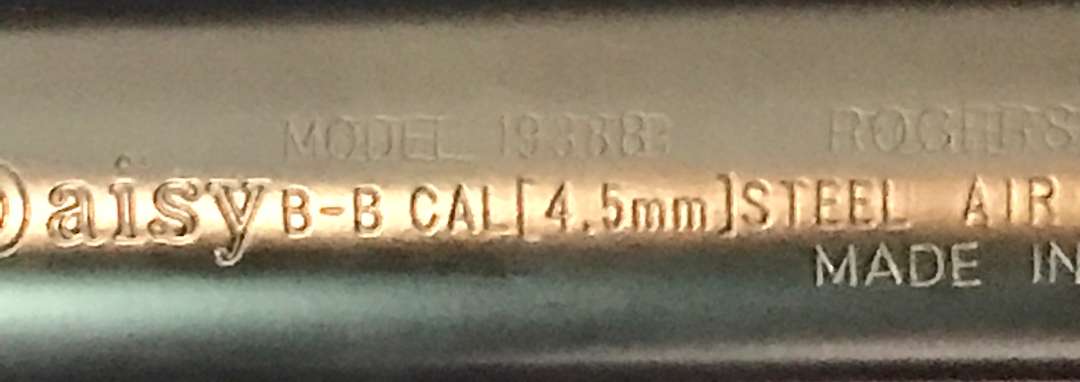 MODEL 1938B ROGERS
Daisy B-B CAL[4.5mm]STEEL AIR
MADE IN